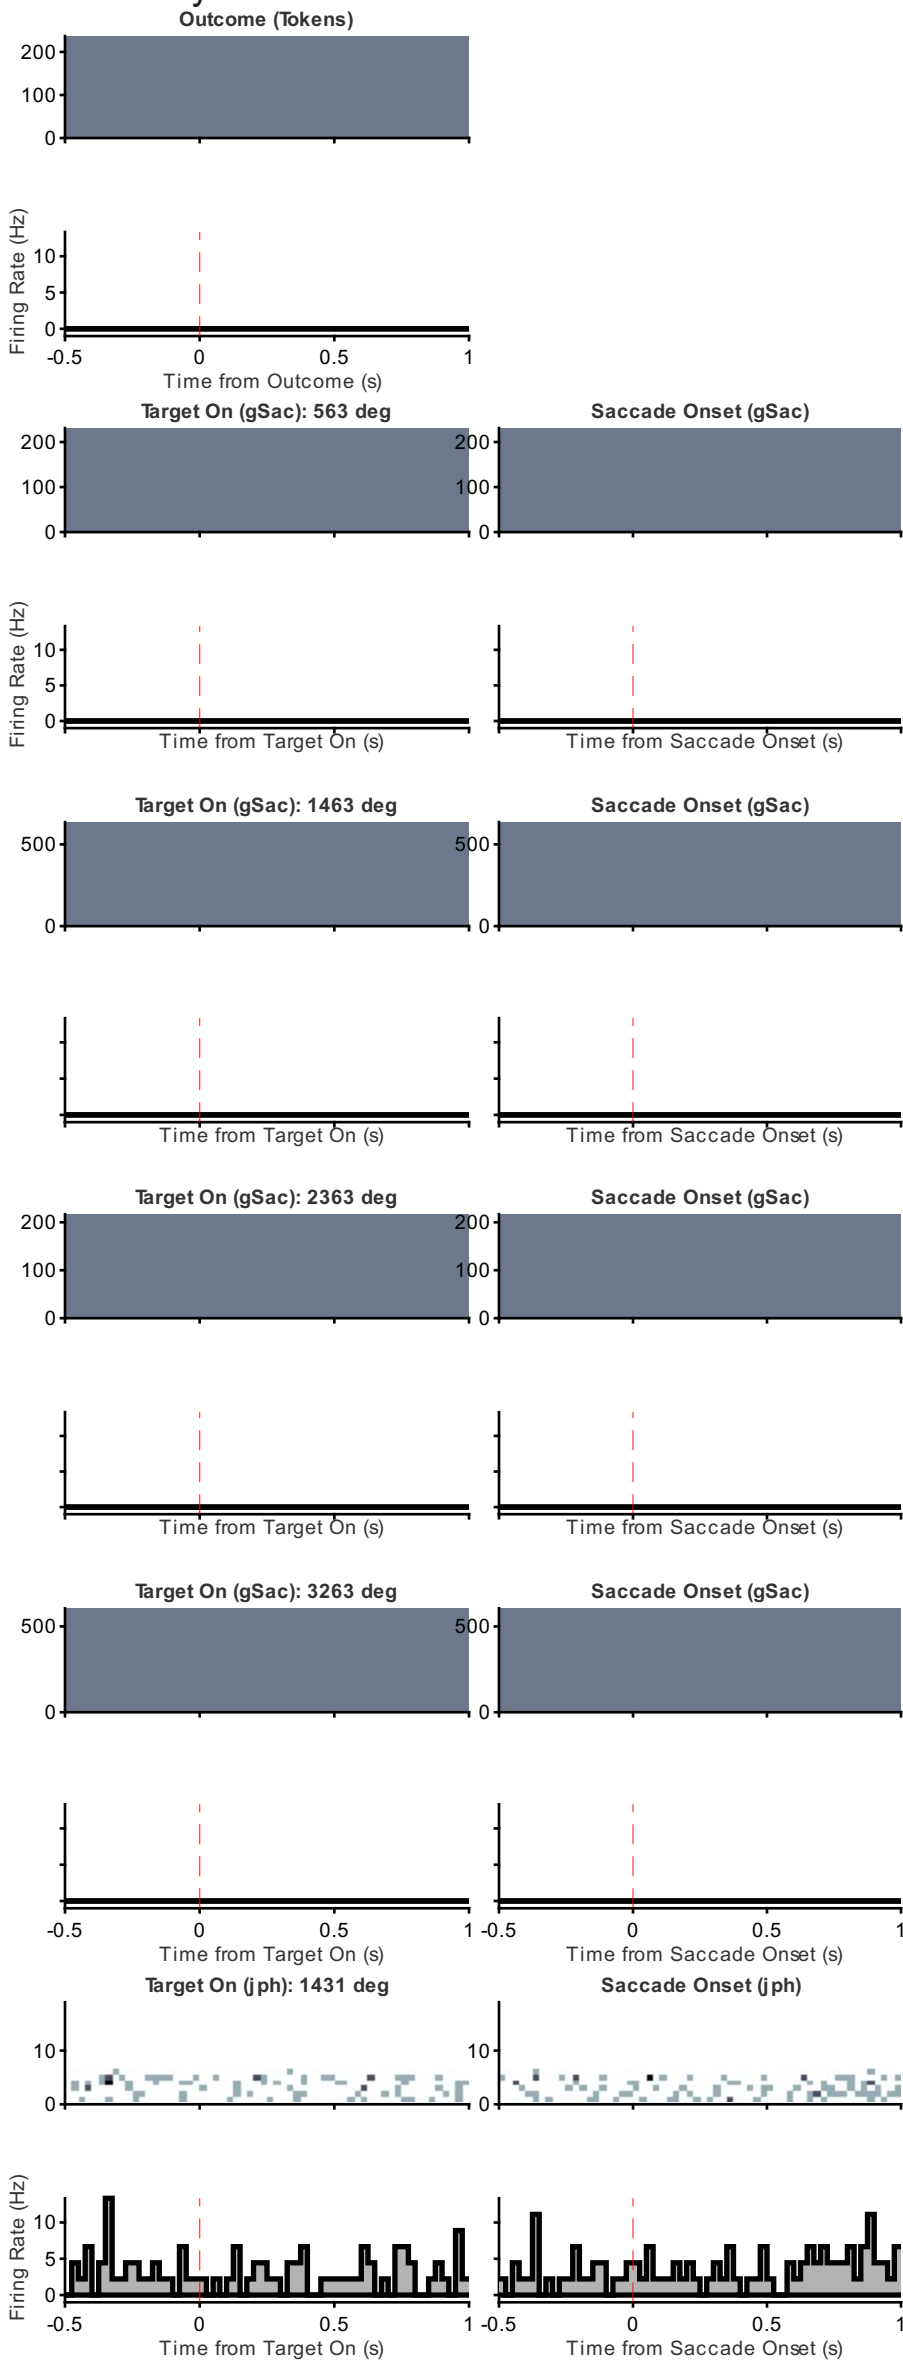 Outcome (Tokens)
200
100
0
Firing Rate (Hz)
10
5
0
-0.5 0 0.5 1
Time from Outcome (s)
Target On (gSac): 563 deg Saccade Onset (gSac)
200 200
100 100
0 0
Firing Rate (Hz)
10
5
0
Time from Target On (s) Time from Saccade Onset (s)
Target On (gSac): 1463 deg Saccade Onset (gSac)
500 500
0 0
Time from Target On (s) Time from Saccade Onset (s)
Target On (gSac): 2363 deg Saccade Onset (gSac)
200 200
100 100
0 0
Time from Target On (s) Time from Saccade Onset (s)
Target On (gSac): 3263 deg Saccade Onset (gSac)
500 500
0 0
-0.5 0 0.5 1 -0.5 0 0.5 1
Time from Target On (s) Time from Saccade Onset (s)
Target On (jph): 1431 deg Saccade Onset (jph)
10 10
0 0
Firing Rate (Hz)
10
5
0
-0.5 0 0.5 1 -0.5 0 0.5 1
Time from Target On (s) Time from Saccade Onset (s)